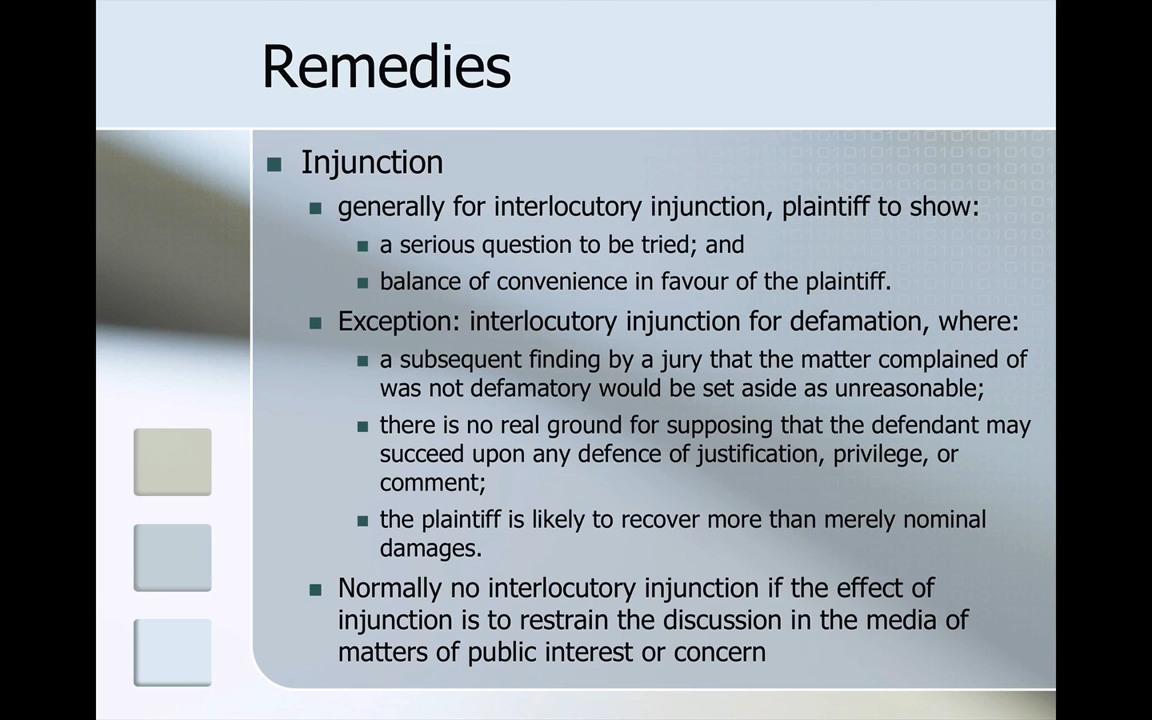 Remedies
Injunction
generally for interlocutory injunction, plaintiff to show:
a serious question to be tried; and
balance of convenience in favour of the plaintiff.
Exception: interlocutory injunction for defamation, where:
a subsequent finding by a jury that the matter complained of
was not defamatory would be set aside as unreasonable;
there is no real ground for supposing that the defendant may
succeed upon any defence of justification, privilege, or
comment;
the plaintiff is likely to recover more than merely nominal
damages.
Normally no interlocutory injunction if the effect of
injunction is to restrain the discussion in the media of
matters of public interest or concern